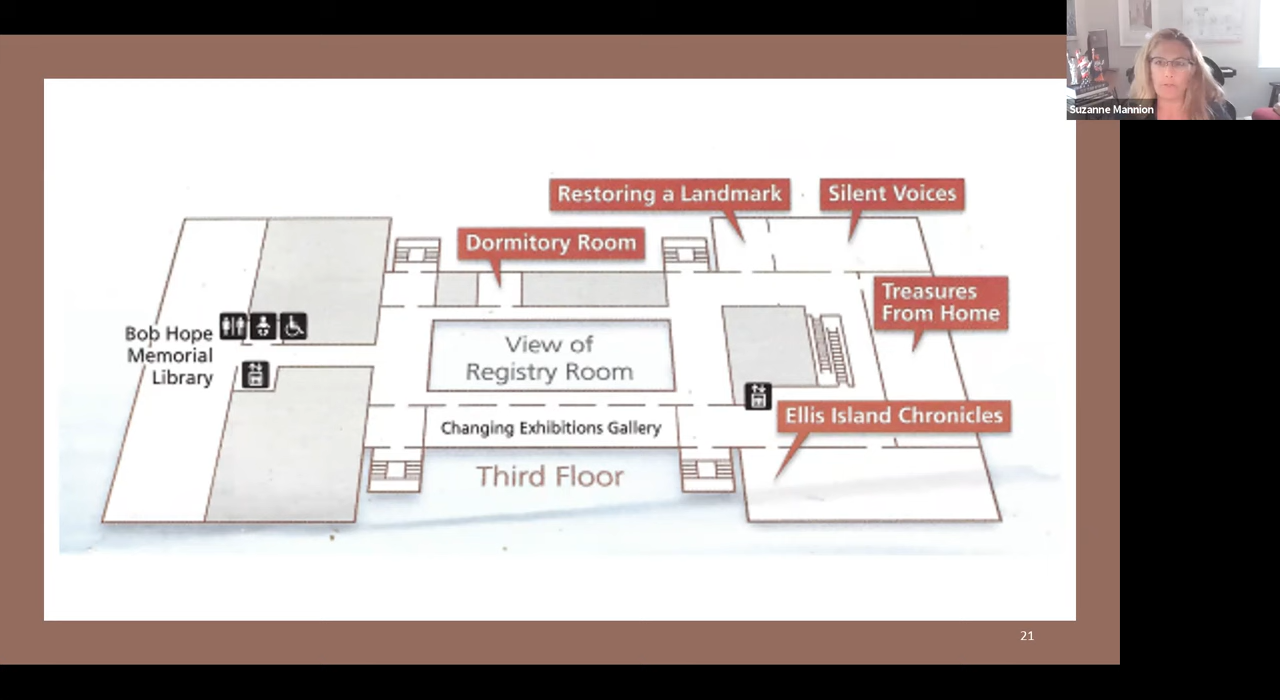 Suzanne Mannion
Restoring a Landmark
Silent Voices
Dormitory Room
Treasures
From Home
Bob Hope
Memorial
Library
View of
Registry Room
Ellis Island Chronicles
Changing Exhibitions Gallery
Third Floor
21